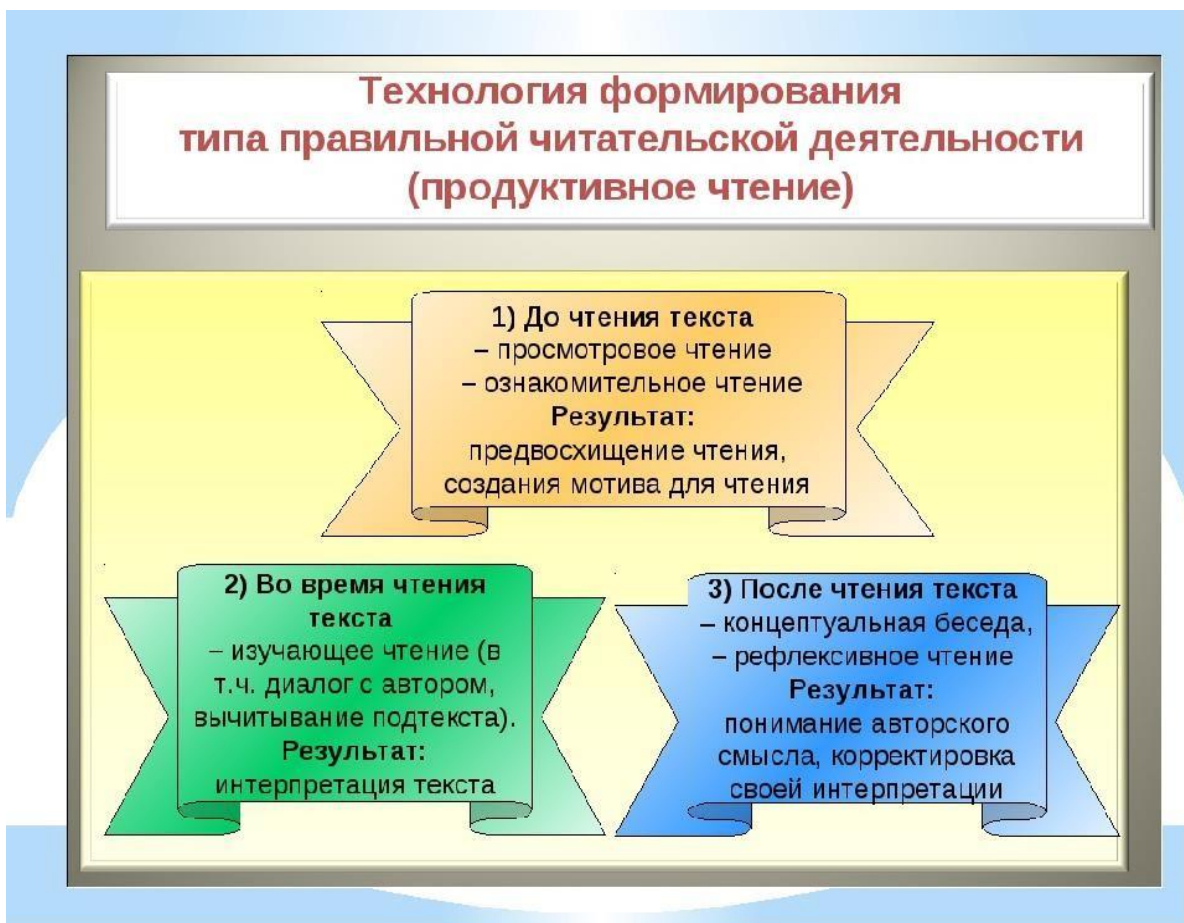 Технология формирования
типа правильной читательской деятельности
(продуктивное чтение)
1) До чтения текста
– просмотровое чтение
– ознакомительное чтение
Результат:
предвосхищение чтения,
создания мотива для чтения
2) Во время чтения
текста
– изучающее чтение (в
т.ч. диалог с автором,
вычитывание подтекста).
Результат:
интерпретация текста
3) После чтения текста
– концептуальная беседа,
– рефлексивное чтение
Результат:
понимание авторского
смысла, корректировка
своей интерпретации